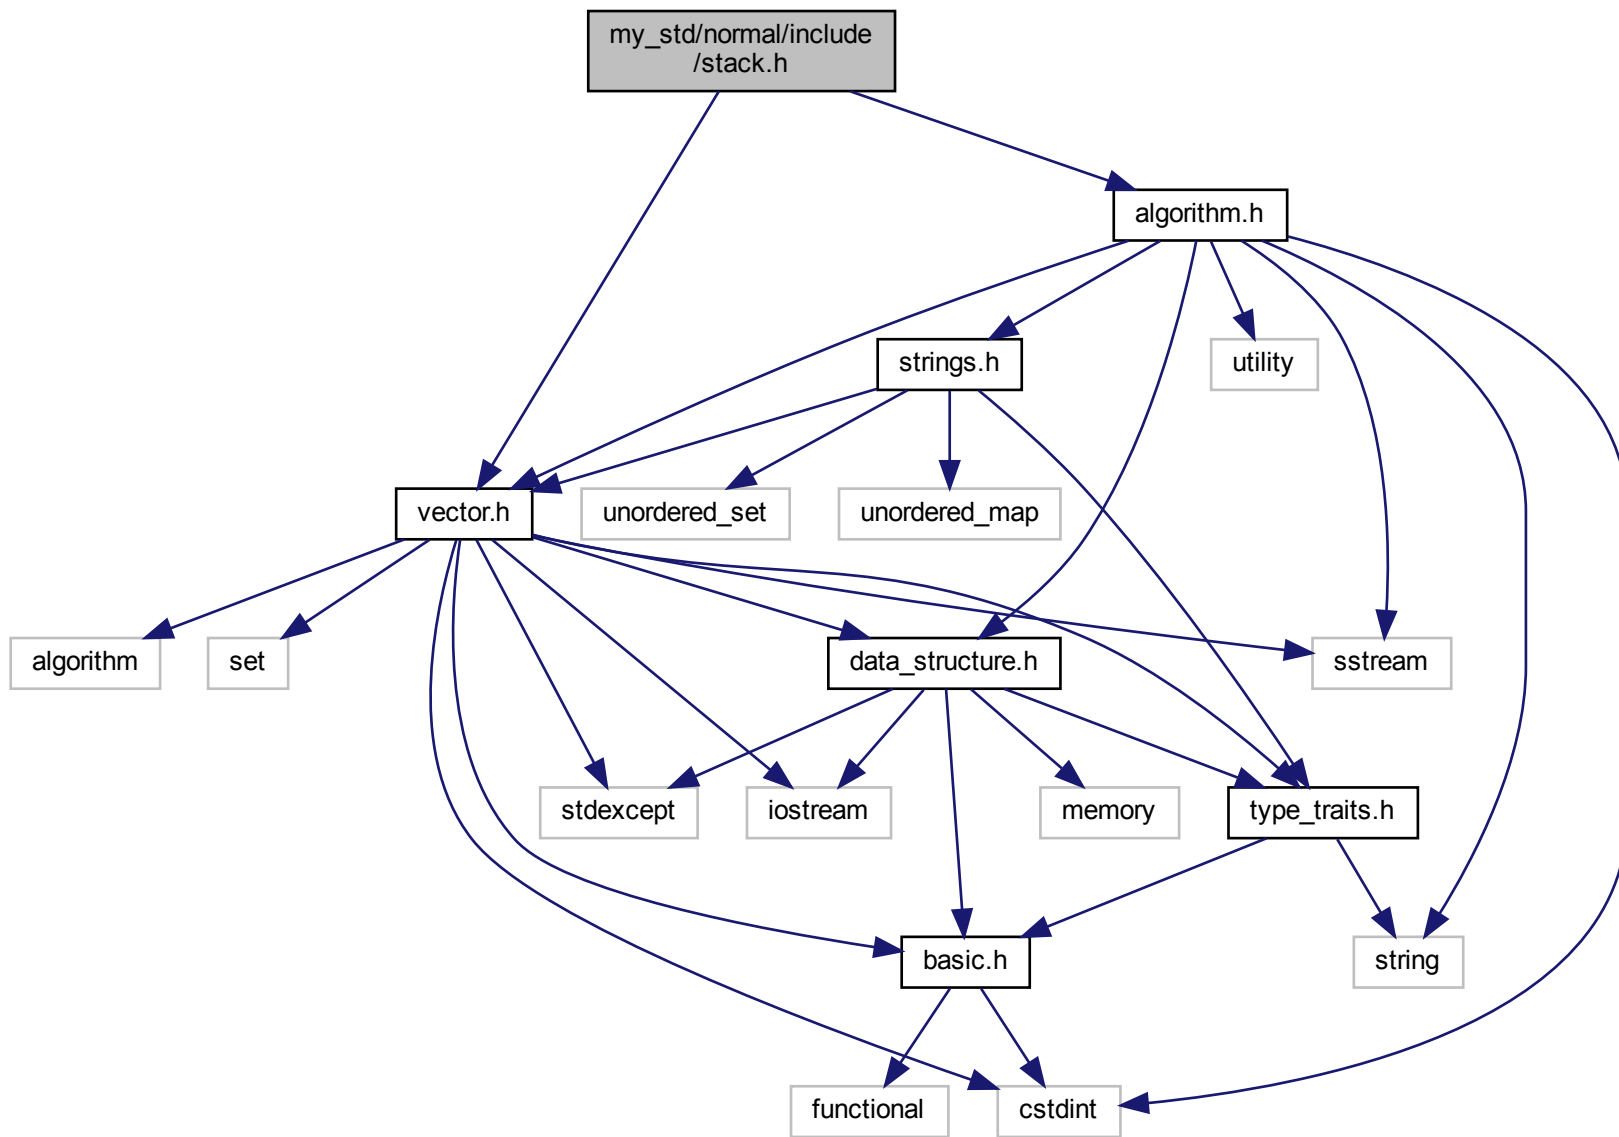 my_std/normal/include
/stack.h
algorithm.h
strings.h
utility
vector.h
unordered_set
unordered_map
algorithm
set
data_structure.h
sstream
stdexcept
iostream
memory
type_traits.h
basic.h
string
functional
cstdint